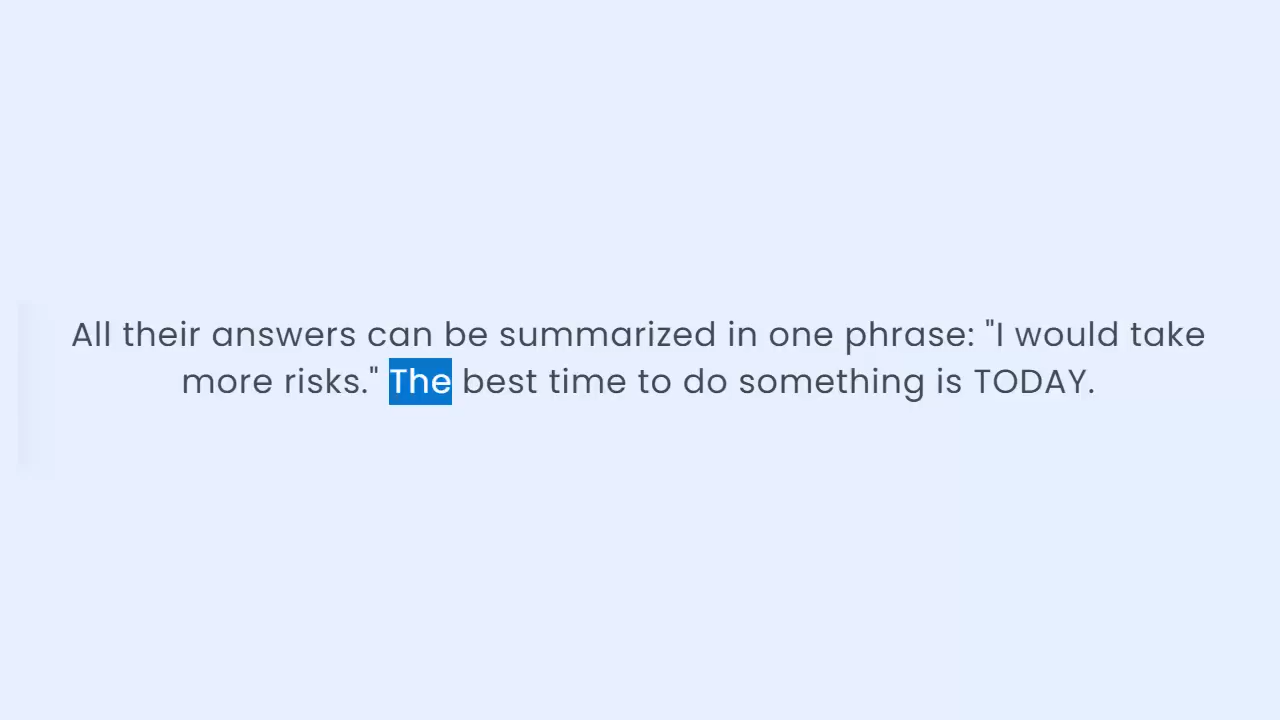 All their answers can be summarized in one phrase: "I would take
more risks." The best time to do something is TODAY.